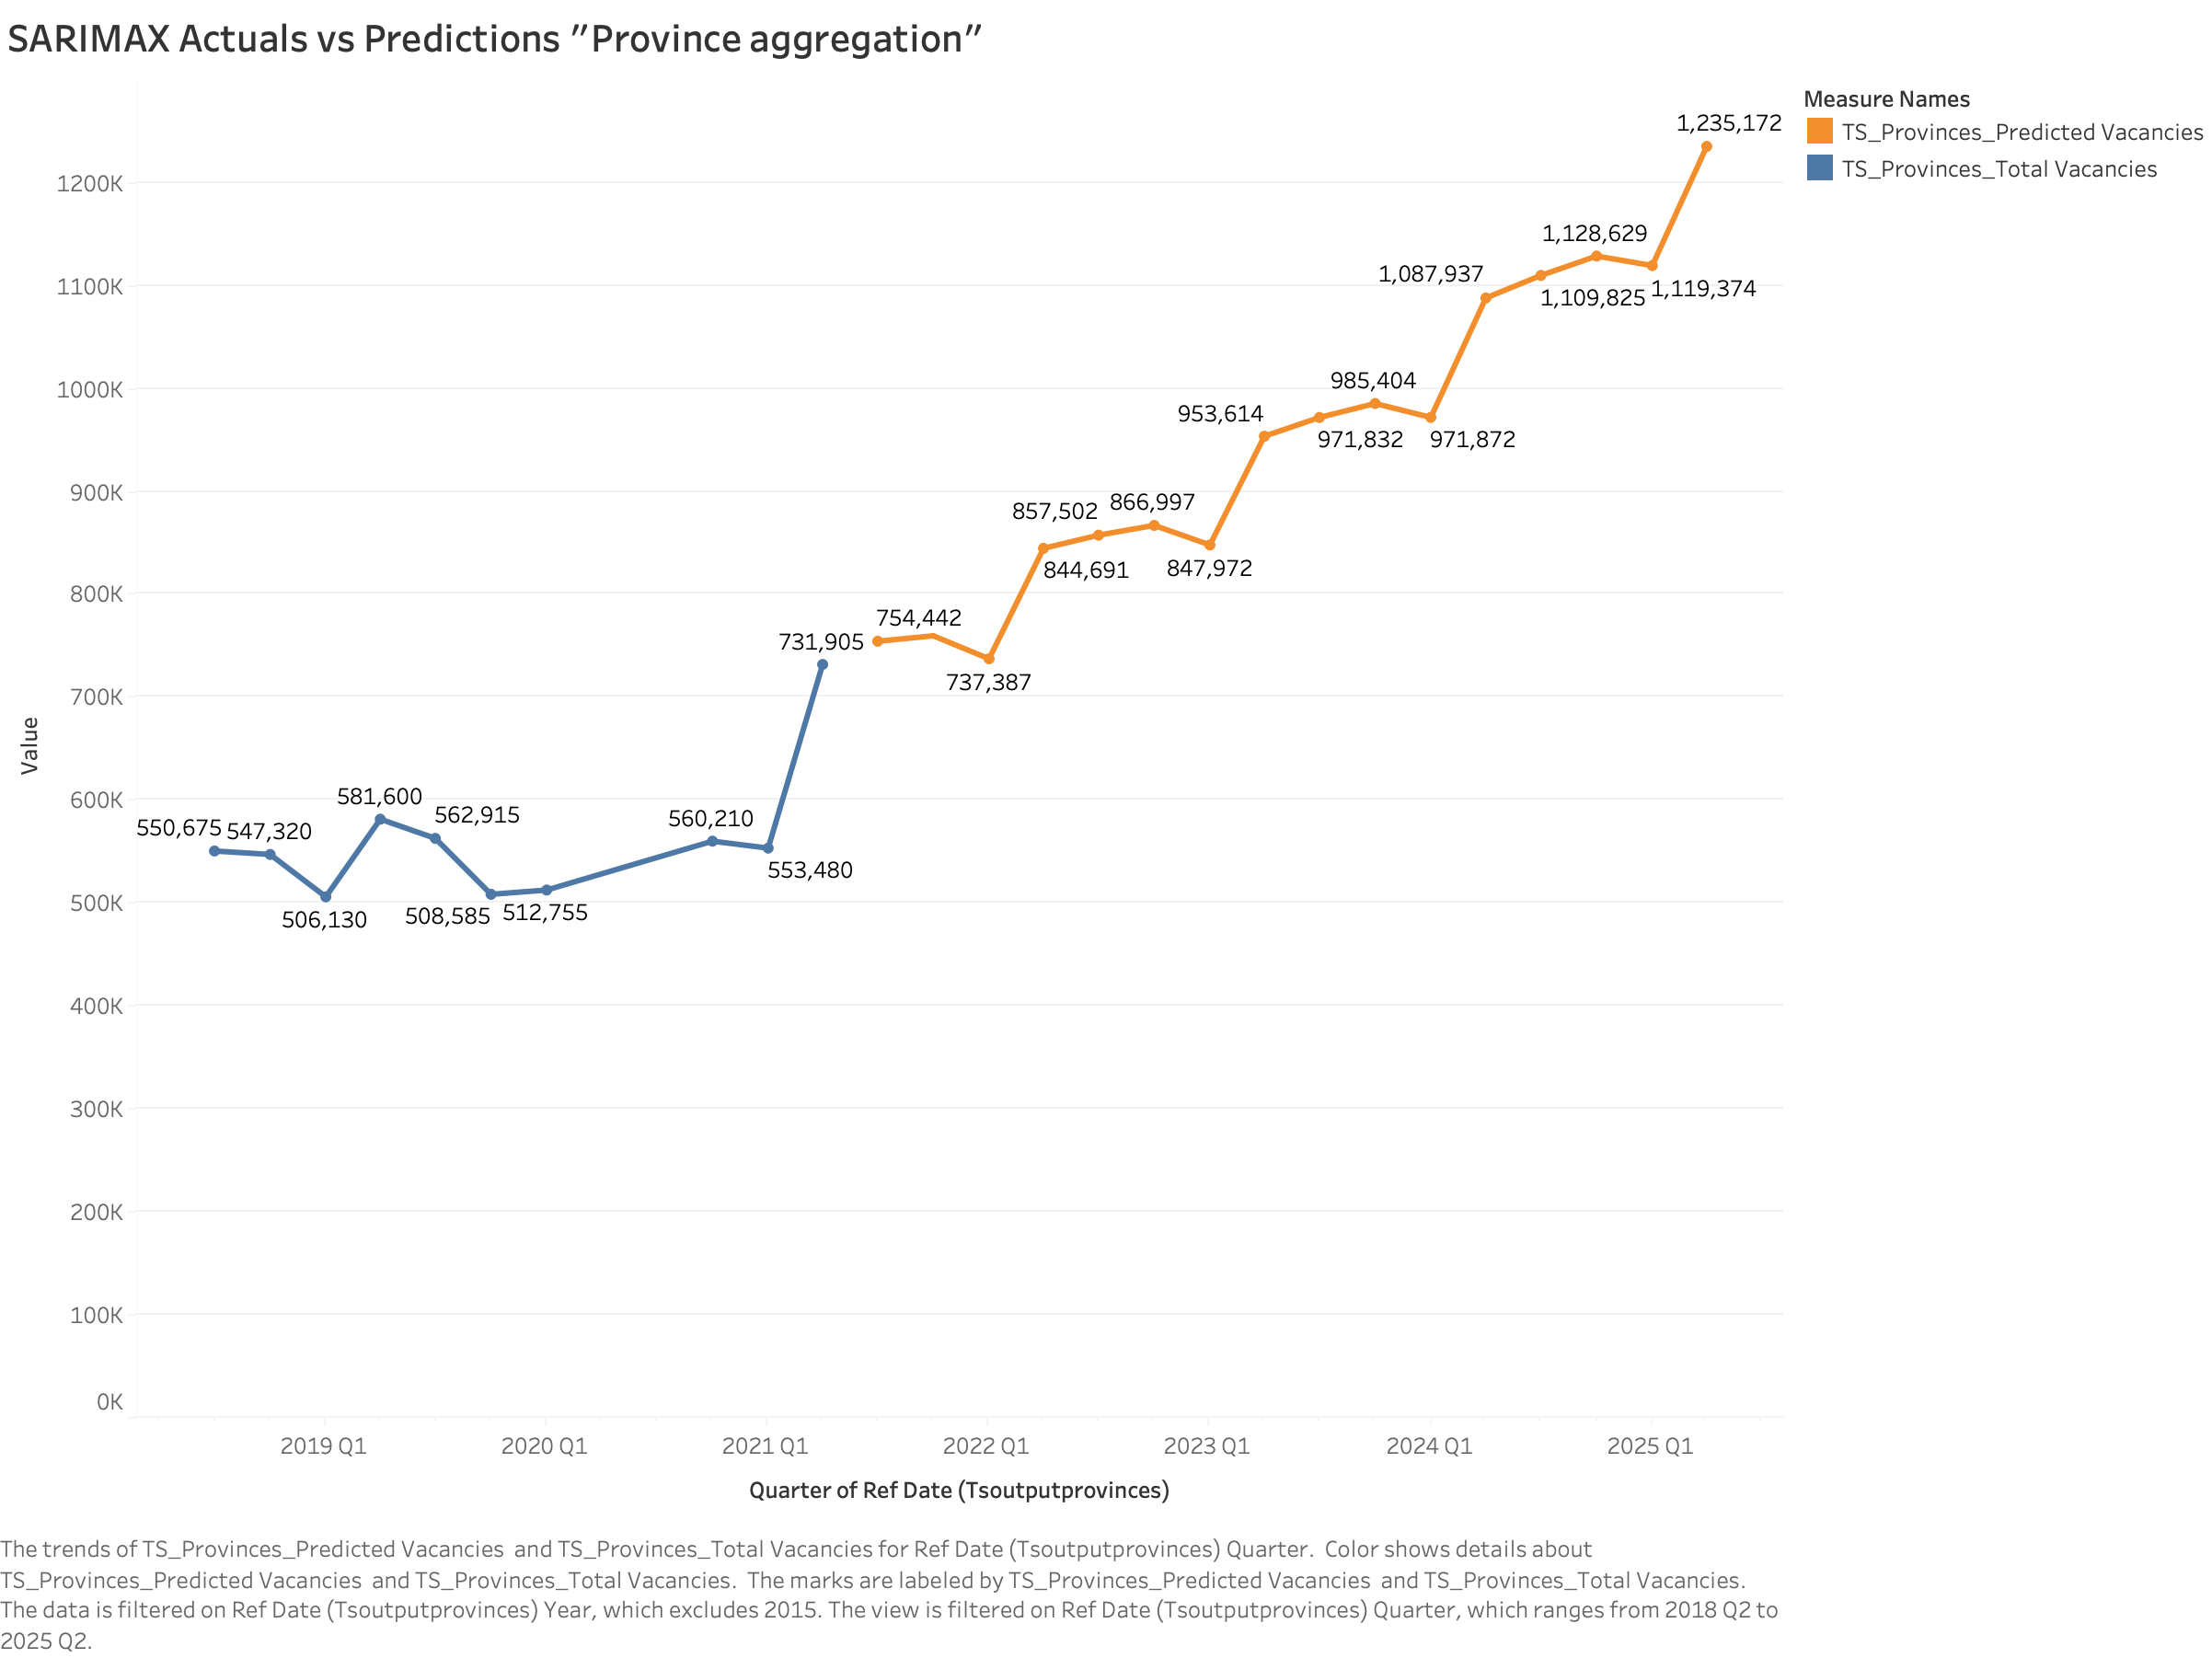 SARIMAX Actuals vs Predictions "Province aggregation"
Measure Names
TS_Provinces_Predicted Vacancies
TS_Provinces_Total Vacancies
1,235,172
1200K
1,128,629
1,087,937
1100K
1,109,825
1,119,374
1000K
985,404
953,614
971,832
971,872
900K
857,502
866,997
844,691
847,972
800K
754,442
731,905
737,387
700K
Value
600K
581,600
562,915
560,210
550,675
547,320
553,480
506,130
508,585
512,755
500K
400K
300K
200K
100K
0K
2019 Q1
2020 Q1
2021 Q1
2022 Q1
2023 Q1
2024 Q1
2025 Q1
Quarter of Ref Date (Tsoutputprovinces)
The trends of TS_Provinces_Predicted Vacancies and TS_Provinces_Total Vacancies for Ref Date (Tsoutputprovinces) Quarter. Color shows details about
TS_Provinces_Predicted Vacancies and TS_Provinces_Total Vacancies. The marks are labeled by TS_Provinces_Predicted Vacancies and TS_Provinces_Total Vacancies.
The data is filtered on Ref Date (Tsoutputprovinces) Year, which excludes 2015. The view is filtered on Ref Date (Tsoutputprovinces) Quarter, which ranges from 2018 Q2 to
2025 Q2.